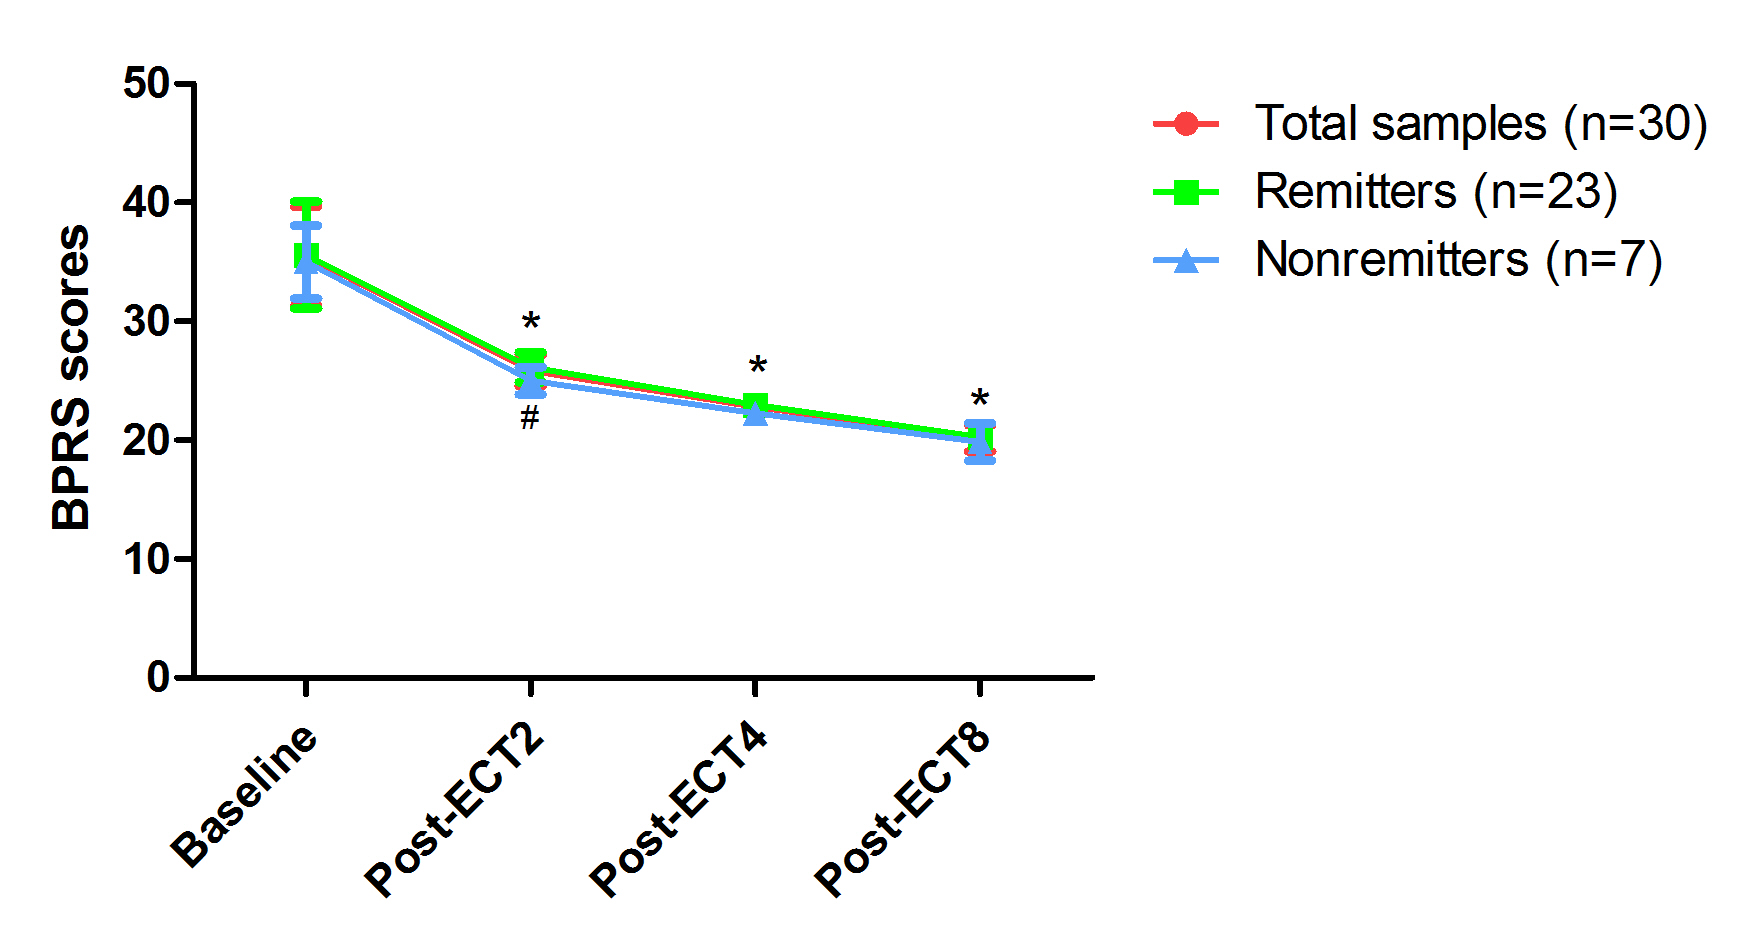 50
40
30
20
10
0
BPRS scores
*
#
*
*
Baseline
Post-ECT2
Post-ECT4
Post-ECT8
Total samples (n=30)
Remitters (n=23)
Nonremitters (n=7)